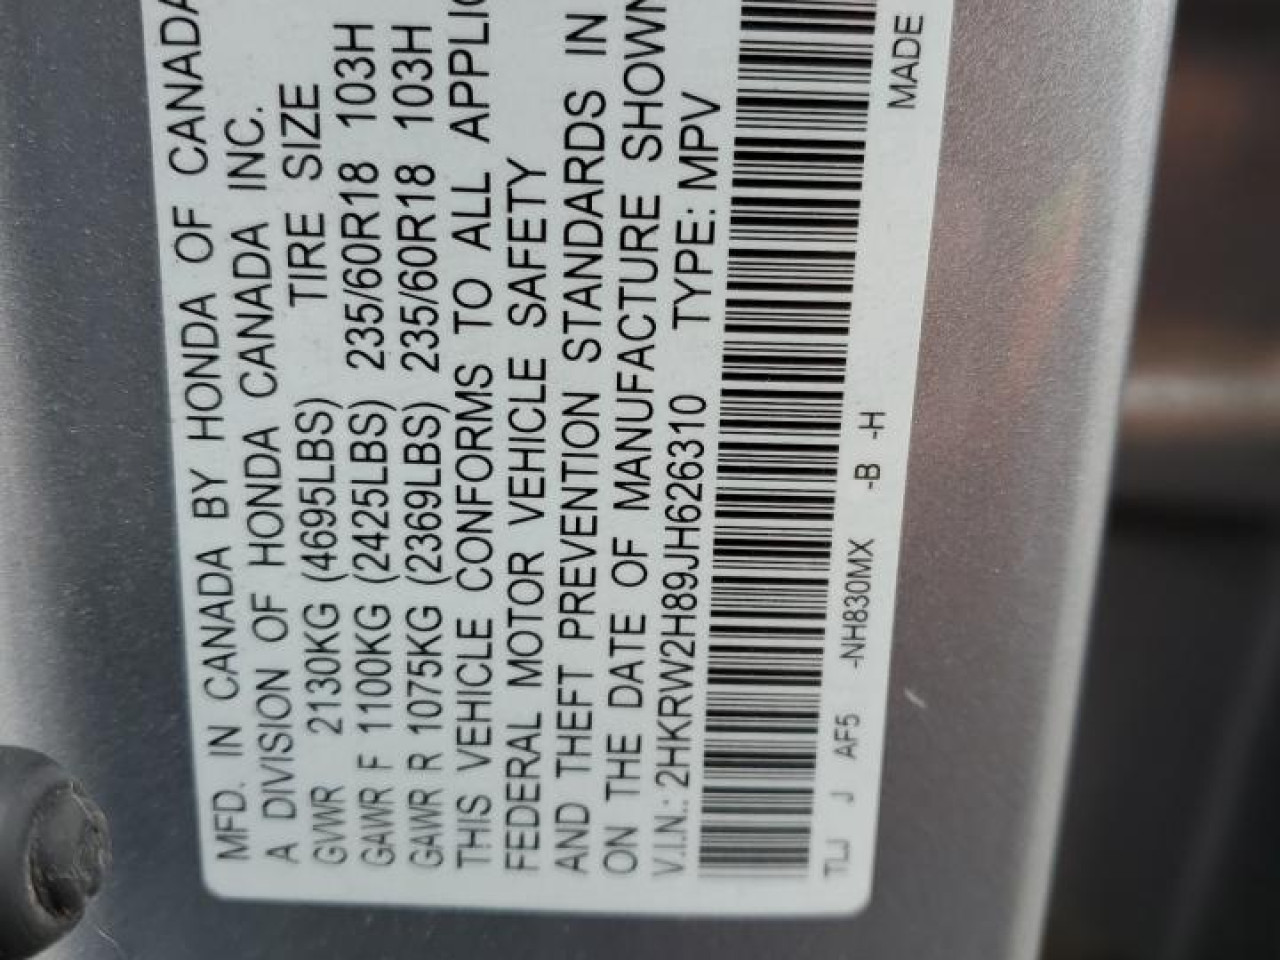 MFD. IN CANADA BY HONDA OF CANADA
A DIVISION OF HONDA CANADA INC.
GVWR 2130KG (4695LBS) TIRE SIZE
GAWR F 1100KG (2425LBS) 235/60R18 103H
GAWR R 1075KG (2369LBS) 235/60R18 103H
THIS VEHICLE CONFORMS TO ALL APPLIC
FEDERAL MOTOR VEHICLE SAFETY
AND THEFT PREVENTION STANDARDS IN
ON THE DATE OF MANUFACTURE SHOWN
V.I.N.: 2HKRW2H89JH626310 TYPE: MPV
TLJ J AF5 -NH830MX -B -H MADE